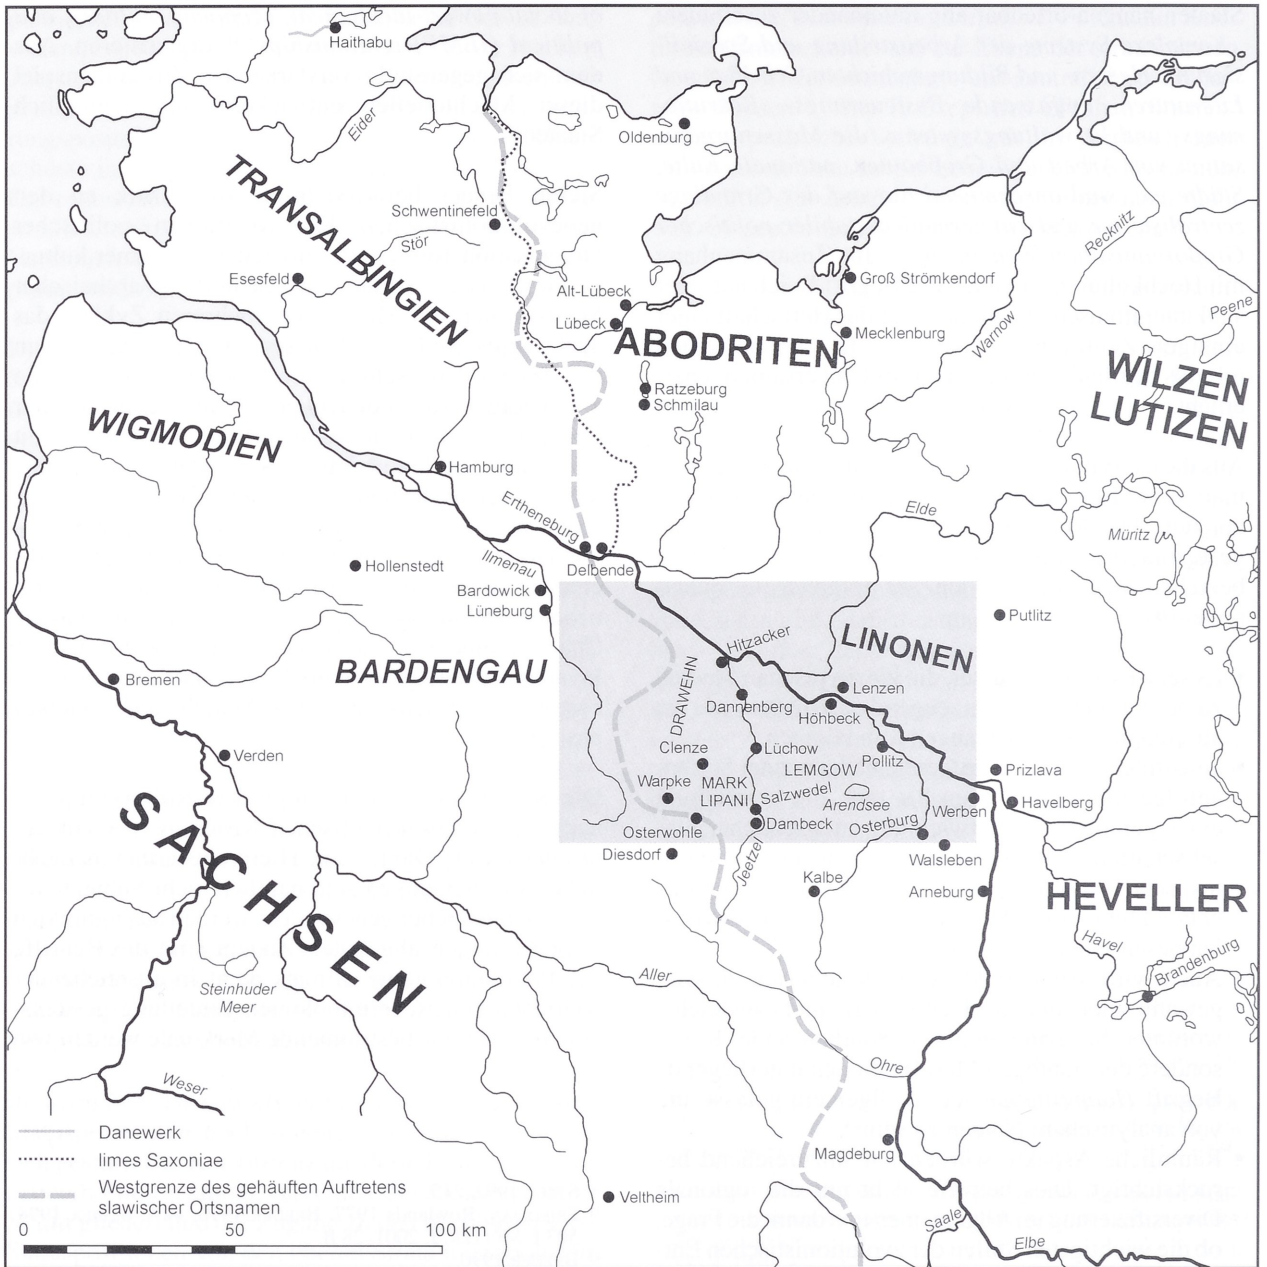 Haithabu
Eider
Oldenburg
TRANSALBINGIEN
Schwentinefeld
Stör
Esesfeld
Recknitz
Groß Strömkendorf
Alt-Lübeck
Lübeck
Peene
Warnow
Mecklenburg
ABODRITEN
WILZEN
LUTIZEN
Ratzeburg
Schmilau
WIGMODIEN
Hamburg
Ertheneburg
Elde
Müritz
Ilmenau
Delbende
Hollenstedt
Bardowick
Lüneburg
Putlitz
Hitzacker
LINONEN
BARDENGAU
Bremen
DRAWEHN
Lenzen
Dannenberg
Höhbeck
Verden
Clenze
Lüchow
Pollitz
LEMGOW
Prizlava
Warpke
MARK
LIPANI
Salzwedel
Arendsee
Werben
Havelberg
Osterwohle
Dambeck
Osterburg
Diesdorf
Jeetzel
Walsleben
Kalbe
Arneburg
SACHSEN
HEVELLER
Havel
Brandenburg
Steinhuder
Meer
Aller
Ohre
Weser
Magdeburg
Veltheim
Saale
Elbe
Danewerk
limes Saxoniae
Westgrenze des gehäuften Auftretens
slawischer Ortsnamen
0 50 100 km